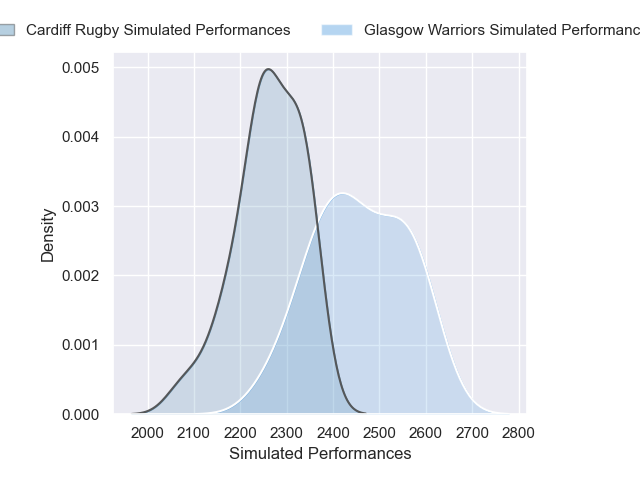 Cardiff Rugby Simulated Performances Glasgow Warriors Simulated
0.005
0.004
0.003
0.002
0.001
0.000
Density
2000 2100 2200 2300 2400 2500 2600 2700 2800
Simulated Performances